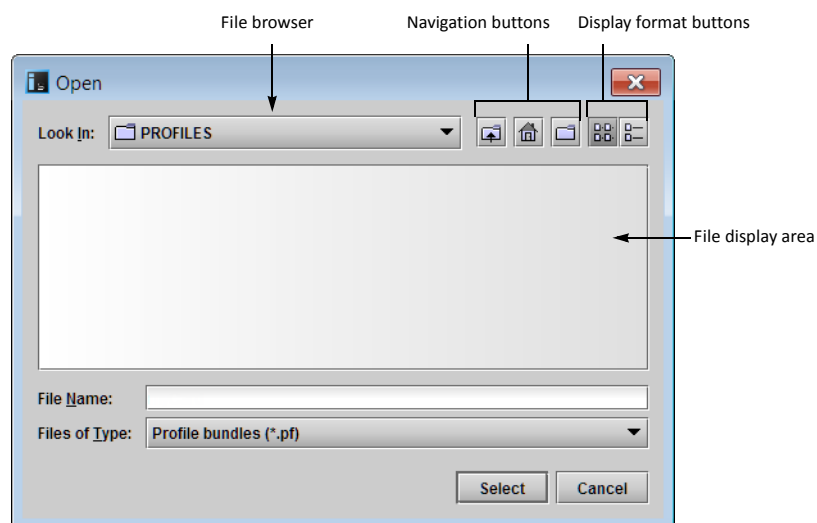 File browser
Navigation buttons
Display format buttons
Open
Look In:
PROFILES
File display area
File Name:
Files of Type:
Profile bundles (*.pf)
Select
Cancel